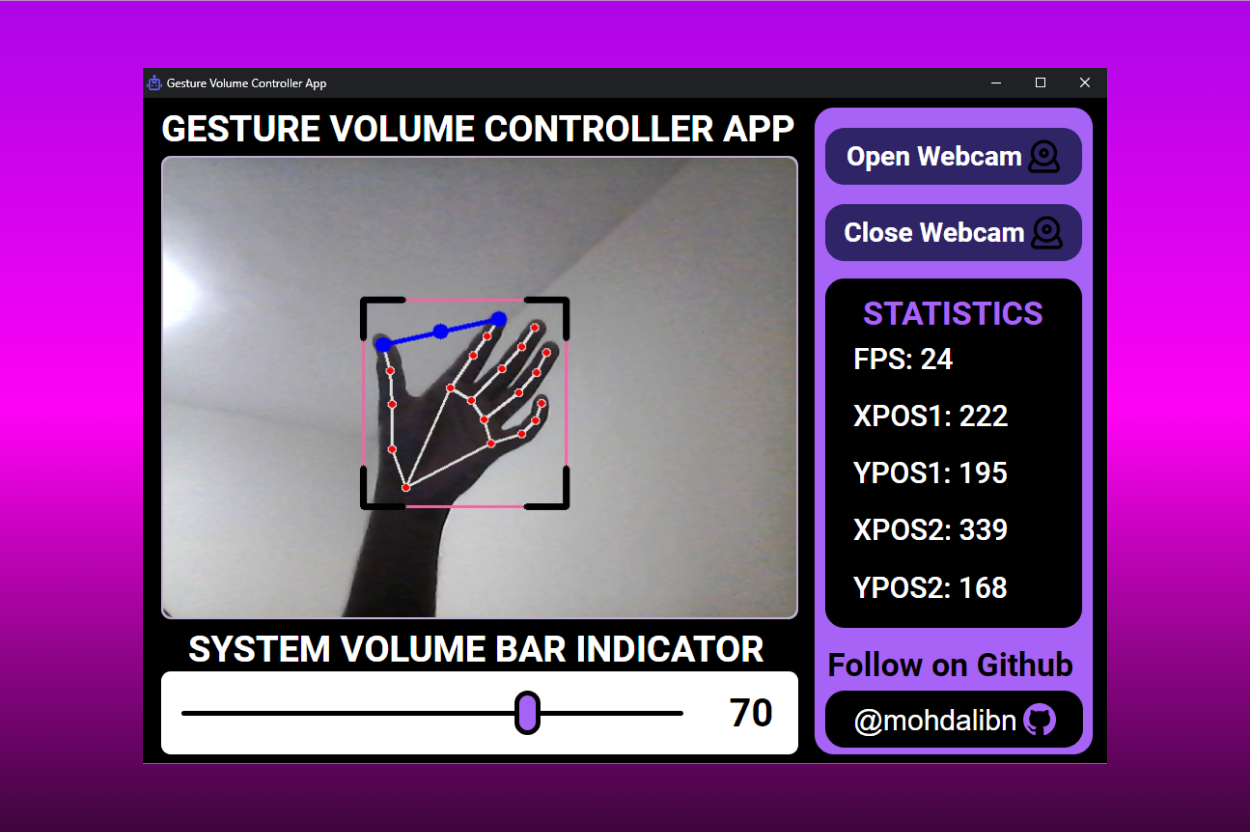 Gesture Volume Controller App
GESTURE VOLUME CONTROLLER APP
Open Webcam
Close Webcam
STATISTICS
FPS: 24
XPOS1: 222
YPOS1: 195
XPOS2: 339
YPOS2: 168
SYSTEM VOLUME BAR INDICATOR
70
Follow on Github
@mohdalibn